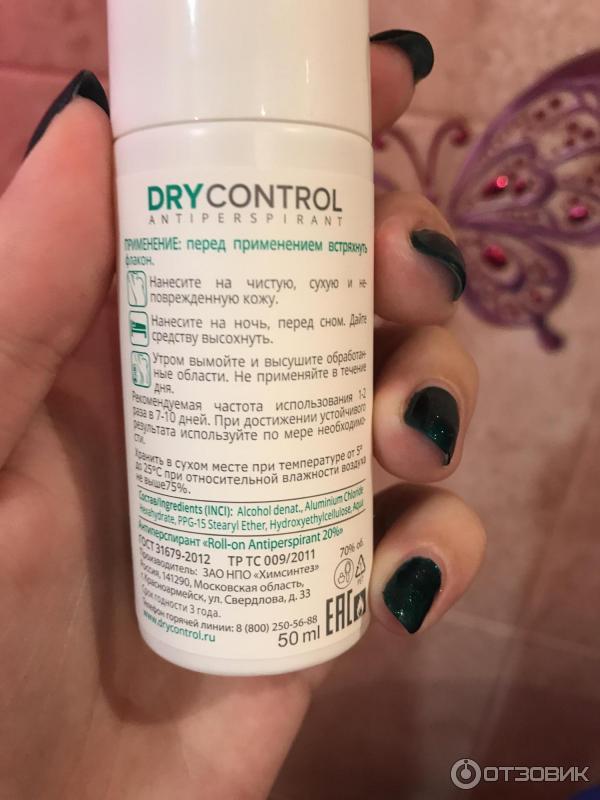 DRYCONTROL
ANTIPERSPIRANT
ПРИМЕНЕНИЕ: перед применением встряхнуть
флакон.
Нанесите на чистую, сухую и не-
поврежденную кожу.
Нанесите на ночь, перед сном. Дайте
средству высохнуть.
Утром вымойте и высушите обработан-
ные области. Не применяйте в течение
дня.
Рекомендуемая частота использования 1-2
раза в 7-10 дней. При достижении устойчивого
результата используйте по мере необходимо-
сти.
Хранить в сухом месте при температуре от 5°
до 25°С при относительной влажности воздуха
не выше75%.
Состав/Ingredients (INCI): Alcohol denat., Aluminium Chloride
Hexahydrate, PPG-15 Stearyl Ether, Hydroxyethylcellulose, Aqua
Антиперспирант «Roll-on Antiperspirant 20%»
ГОСТ 31679-2012 ТР ТС 009/2011
Производитель: ЗАО НПО «Химсинтез»
Россия, 141290, Московская область,
г.Красноармейск, ул. Свердлова, д. 33
Срок годности 3 года.
Телефон горячей линии: 8 (800) 250-56-88
www.drycontrol.ru
50 ml
70% об.
EAC
ОТЗОВИК